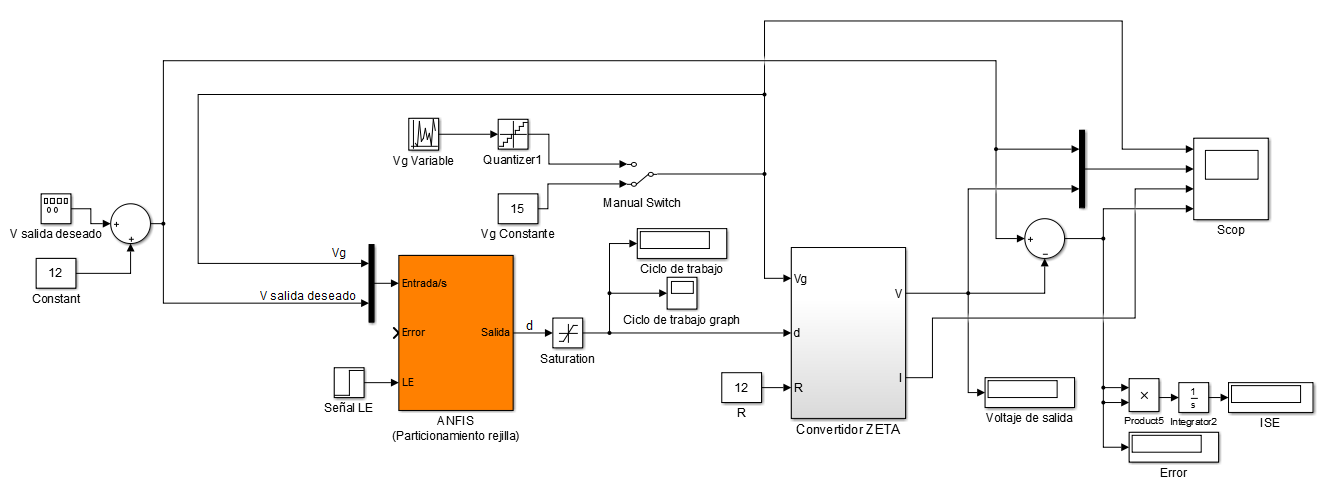 Vg Variable
Quantizer1
15
Vg Constante
Manual Switch
V salida deseado
+
+
12
Constant
Vg
V salida deseado
Entrada/s
Error
LE
Salida
ANFIS
(Particionamiento rejilla)
Señal LE
d
Saturation
Ciclo de trabajo
Ciclo de trabajo graph
12
R
Vg
d
R
V
I
Convertidor ZETA
+
−
Scop
Voltaje de salida
×
Product5
1
s
Integrator2
ISE
Error